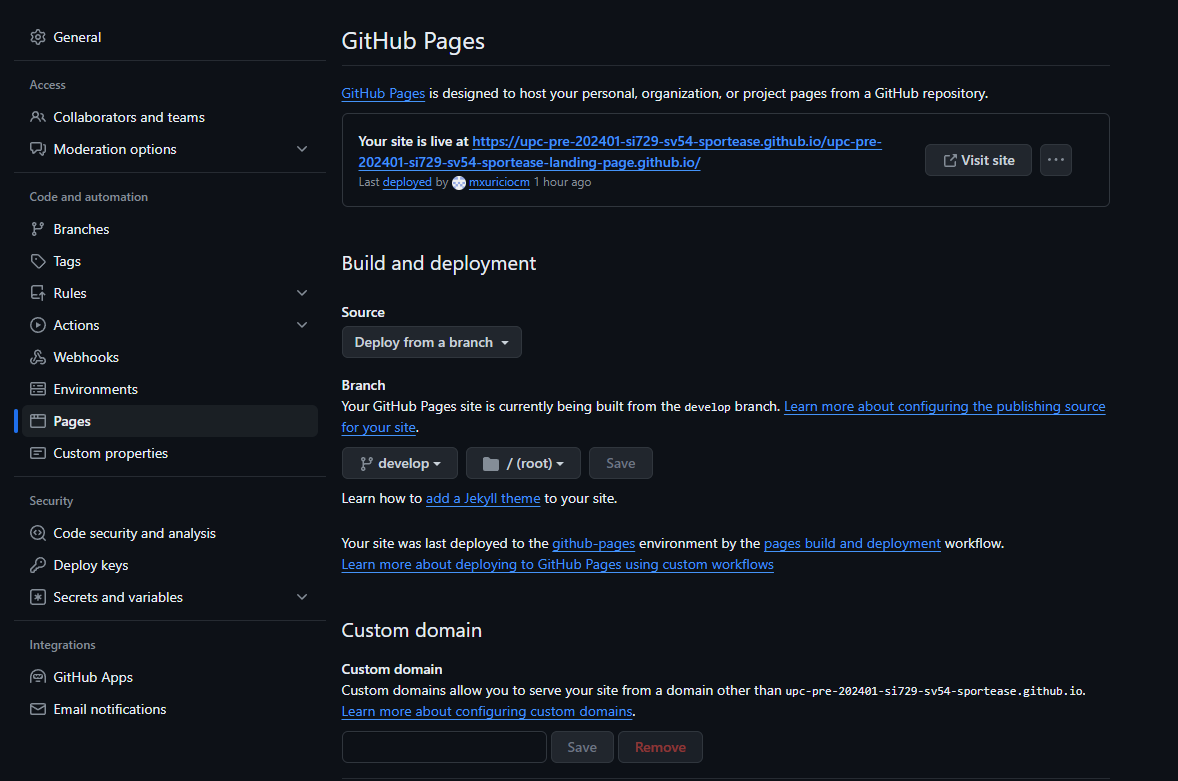 General
Access
Collaborators and teams
Moderation options
Code and automation
Branches
Tags
Rules
Actions
Webhooks
Environments
Pages
Custom properties
Security
Code security and analysis
Deploy keys
Secrets and variables
Integrations
GitHub Apps
Email notifications
GitHub Pages
GitHub Pages is designed to host your personal, organization, or project pages from a GitHub repository.
Your site is live at https://upc-pre-202401-si729-sv54-sportease.github.io/upc-pre-
202401-si729-sv54-sportease-landing-page.github.io/
Last deployed by mxuriciocm 1 hour ago
Visit site
Build and deployment
Source
Deploy from a branch
Branch
Your GitHub Pages site is currently being built from the develop branch. Learn more about configuring the publishing source
for your site.
develop
/ (root)
Save
Learn how to add a Jekyll theme to your site.
Your site was last deployed to the github-pages environment by the pages build and deployment workflow.
Learn more about deploying to GitHub Pages using custom workflows
Custom domain
Custom domain
Custom domains allow you to serve your site from a domain other than upc-pre-202401-si729-sv54-sportease.github.io.
Learn more about configuring custom domains.
Save
Remove